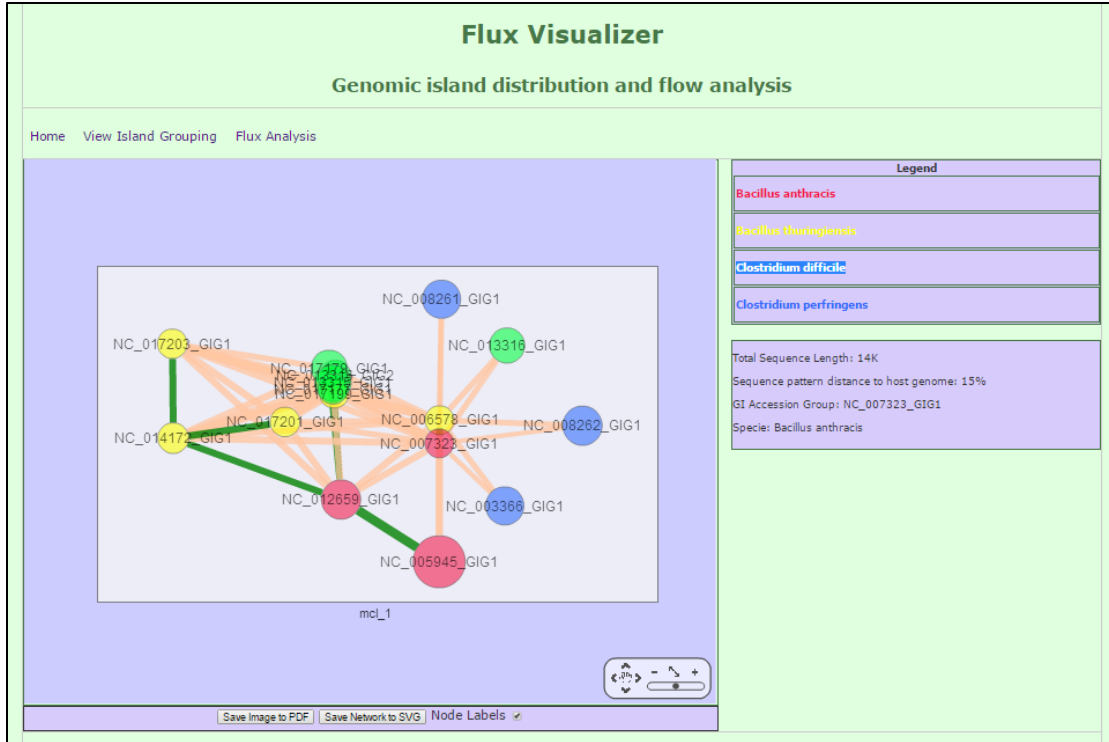 Flux Visualizer
Genomic island distribution and flow analysis
Home View Island Grouping Flux Analysis
Legend
Bacillus anthracis
Bacillus thuringiensis
Clostridium difficile
Clostridium perfringens
Total Sequence Length: 14K
Sequence pattern distance to host genome: 15%
GI Accession Group: NC_007323_GIG1
Specie: Bacillus anthracis
NC_008261_GIG1
NC_017203_GIG1
NC_013316_GIG1
NC_017179_GIG1
NC_006578_GIG1
NC_017201_GIG1
NC_008262_GIG1
NC_014172_GIG1
NC_007323_GIG1
NC_012659_GIG1
NC_003366_GIG1
NC_005945_GIG1
mcl_1
Save Image to PDF Save Network to SVG Node Labels